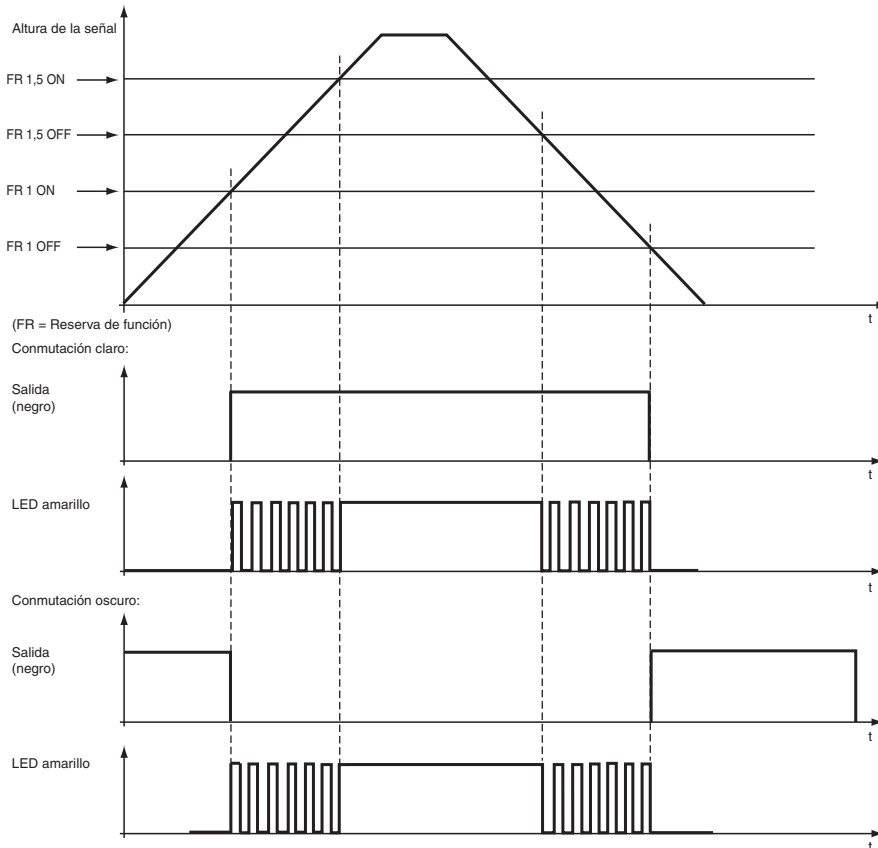 Altura de la señal
FR 1,5 ON
FR 1,5 OFF
FR 1 ON
FR 1 OFF
t
(FR = Reserva de función)
Conmutación claro:
Salida
(negro)
t
LED amarillo
t
Conmutación oscuro:
Salida
(negro)
t
LED amarillo
t